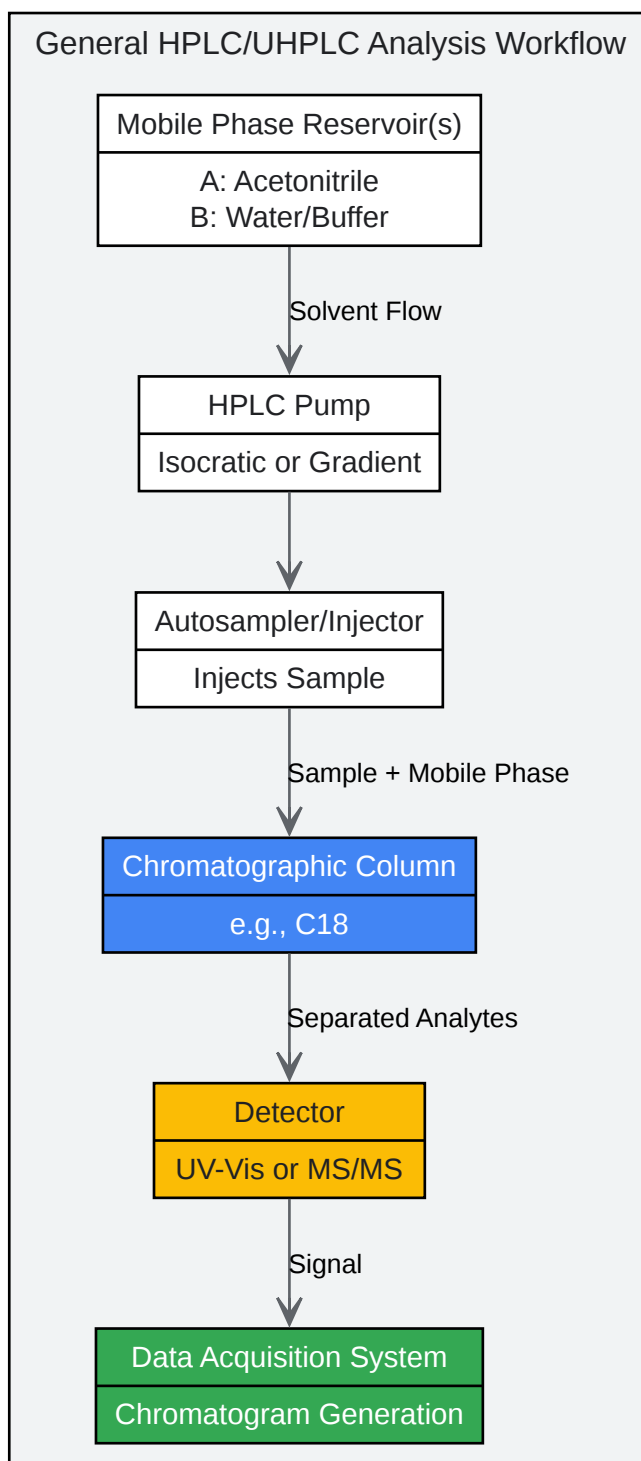 General HPLC/UHPLC Analysis Workflow
Mobile Phase Reservoir(s)
A: Acetonitrile
B: Water/Buffer
Solvent Flow
HPLC Pump
Isocratic or Gradient
Autosampler/Injector
Injects Sample
Sample + Mobile Phase
Chromatographic Column
e.g., C18
Separated Analytes
Detector
UV-Vis or MS/MS
Signal
Data Acquisition System
Chromatogram Generation